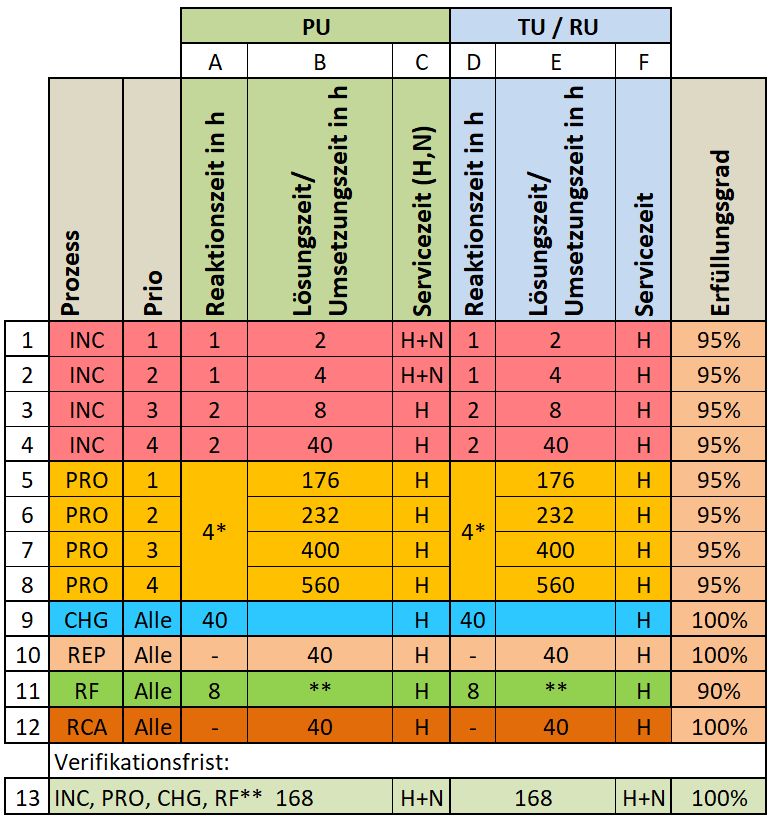 PU TU / RU
A B C D E F
Prozess Prio Reaktionszeit in h Lösungszeit/ Umsetzungszeit in h Servicezeit (H,N) Reaktionszeit in h Lösungszeit/ Umsetzungszeit in h Servicezeit Erfüllungsgrad
1 INC 1 1 2 H+N 1 2 H 95%
2 INC 2 1 4 H+N 1 4 H 95%
3 INC 3 2 8 H 2 8 H 95%
4 INC 4 2 40 H 2 40 H 95%
5 PRO 1 4* 176 H 4* 176 H 95%
6 PRO 2 232 H 232 H 95%
7 PRO 3 400 H 400 H 95%
8 PRO 4 560 H 560 H 95%
9 CHG Alle 40 H 40 H 100%
10 REP Alle - 40 H - 40 H 100%
11 RF Alle 8 ** H 8 ** H 90%
12 RCA Alle - 40 H - 40 H 100%
Verifikationsfrist:
13 INC, PRO, CHG, RF** 168 H+N 168 H+N 100%